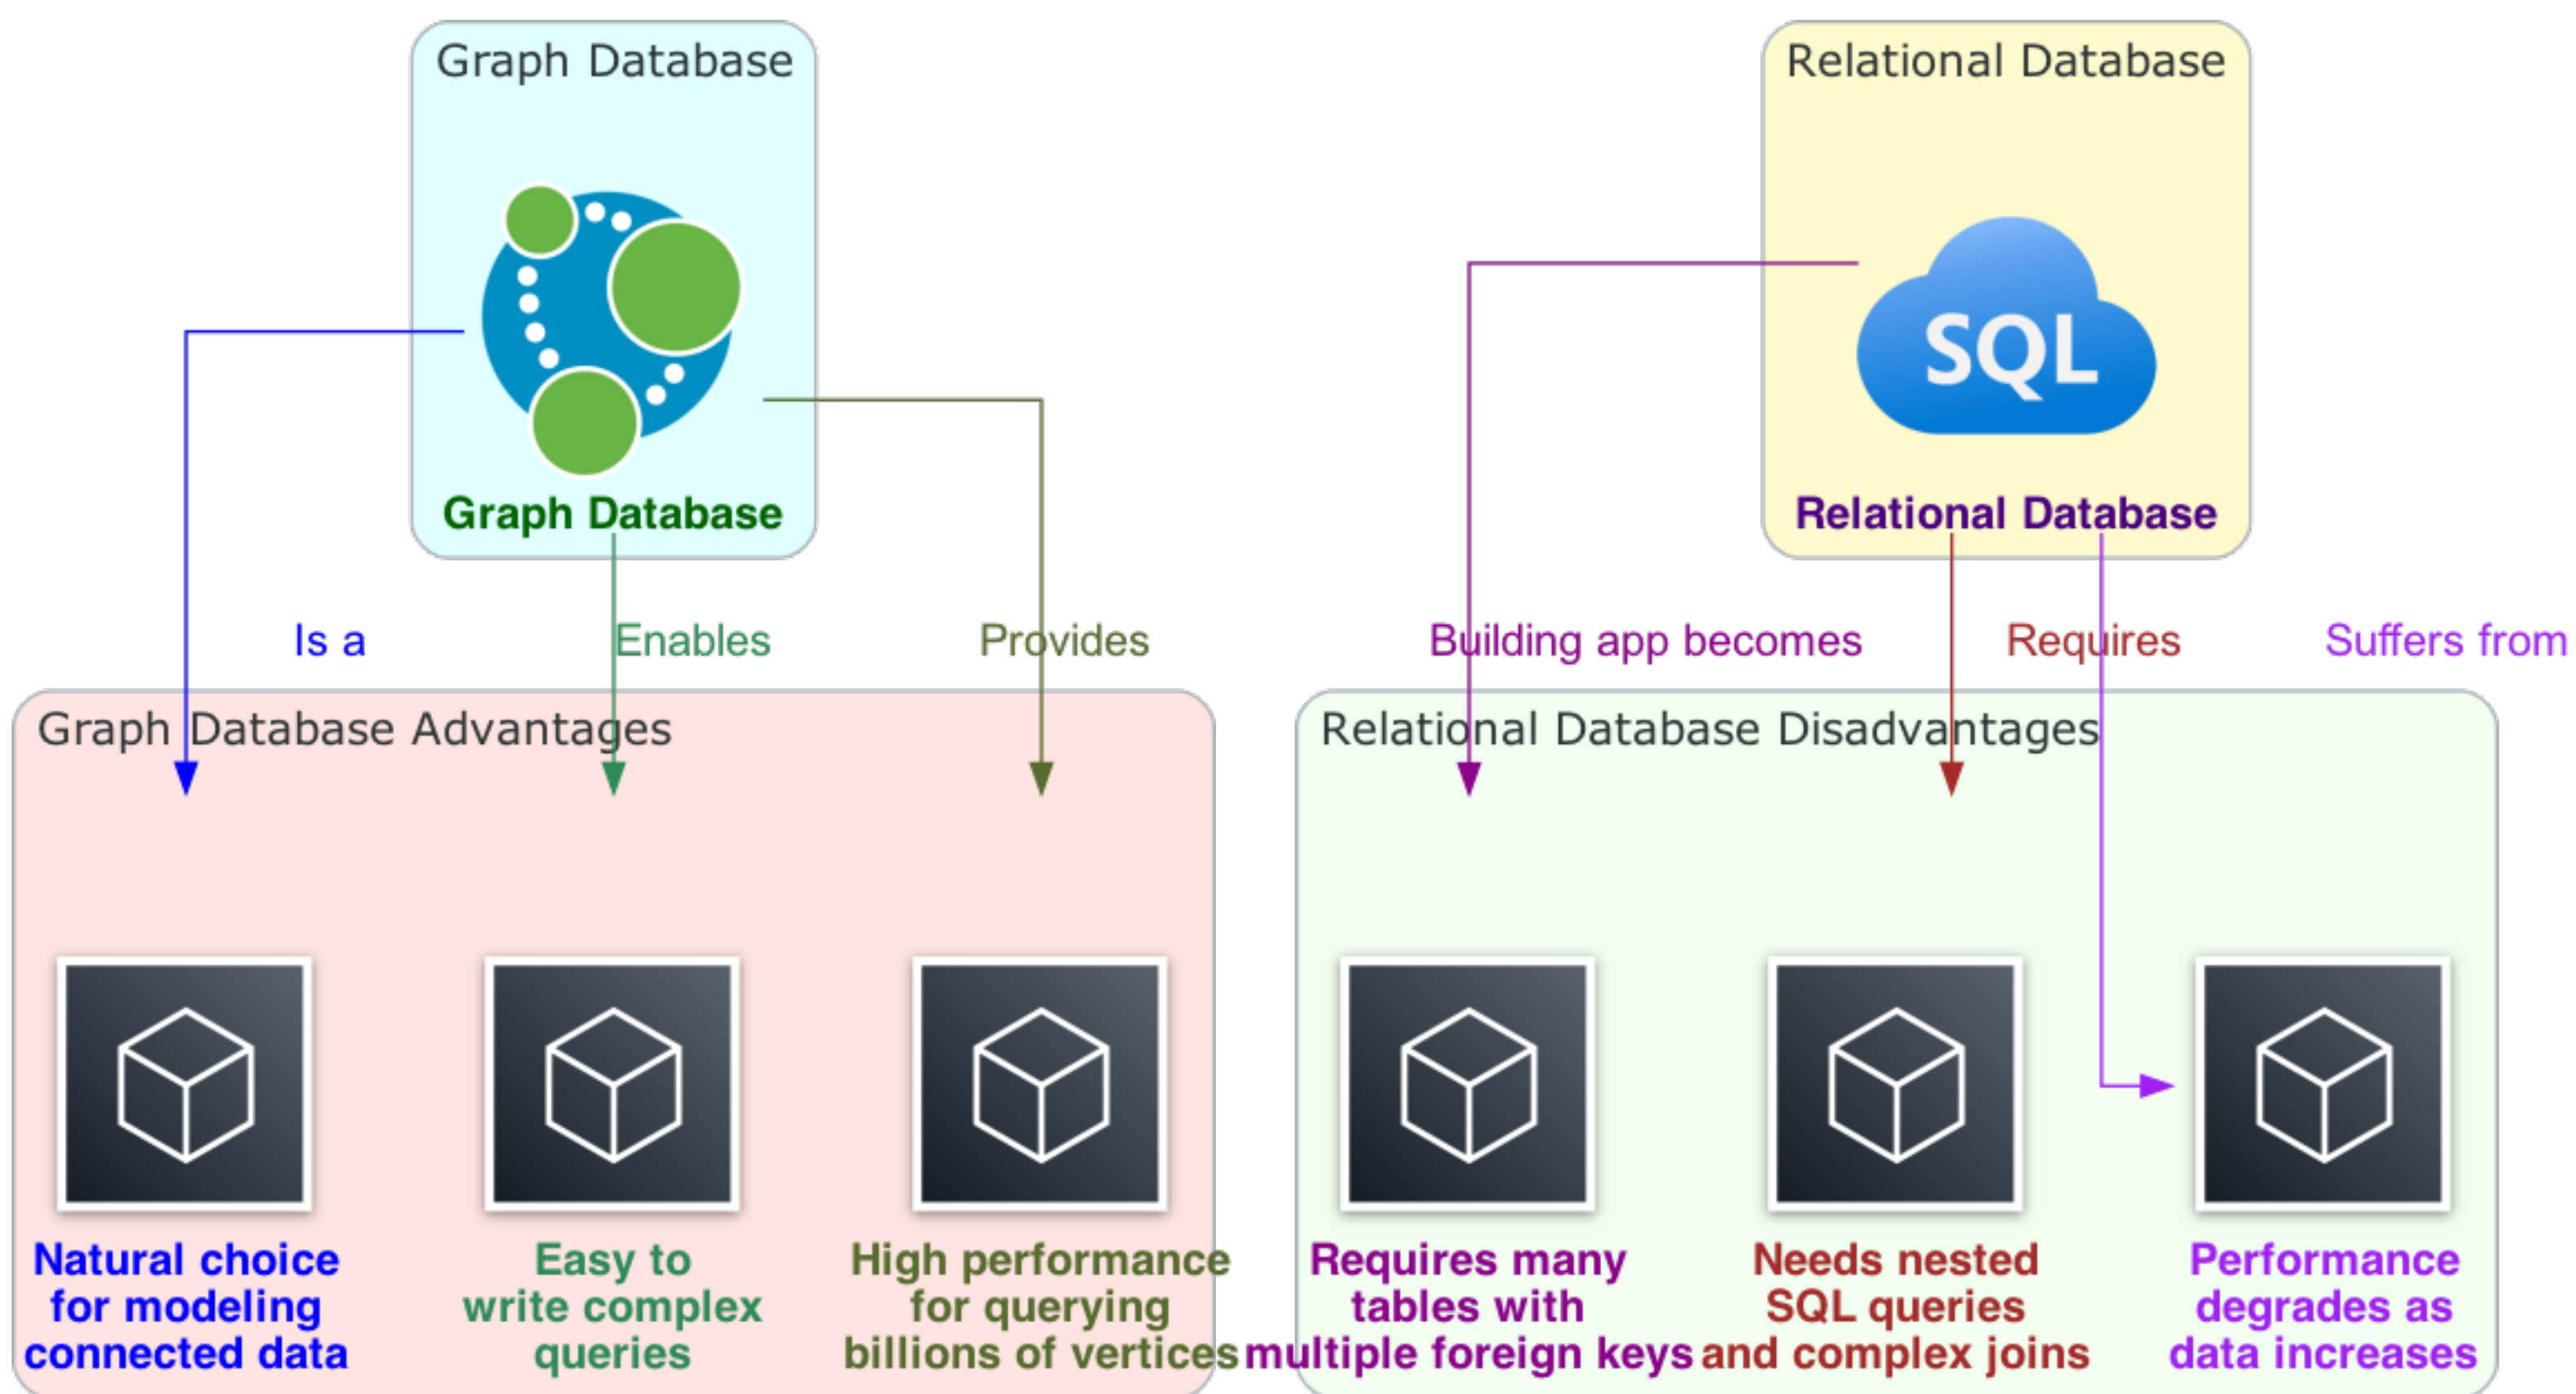 Graph Database
Relational Database
SQL
Graph Database
Relational Database
Is a
Enables
Provides
Building app becomes
Requires
Suffers from
Graph Database Advantages
Relational Database Disadvantages
Natural choice
for modeling
connected data
Easy to
write complex
queries
High performance
for querying
billions of vertices
Requires many
tables with
multiple foreign keys
Needs nested
SQL queries
and complex joins
Performance
degrades as
data increases